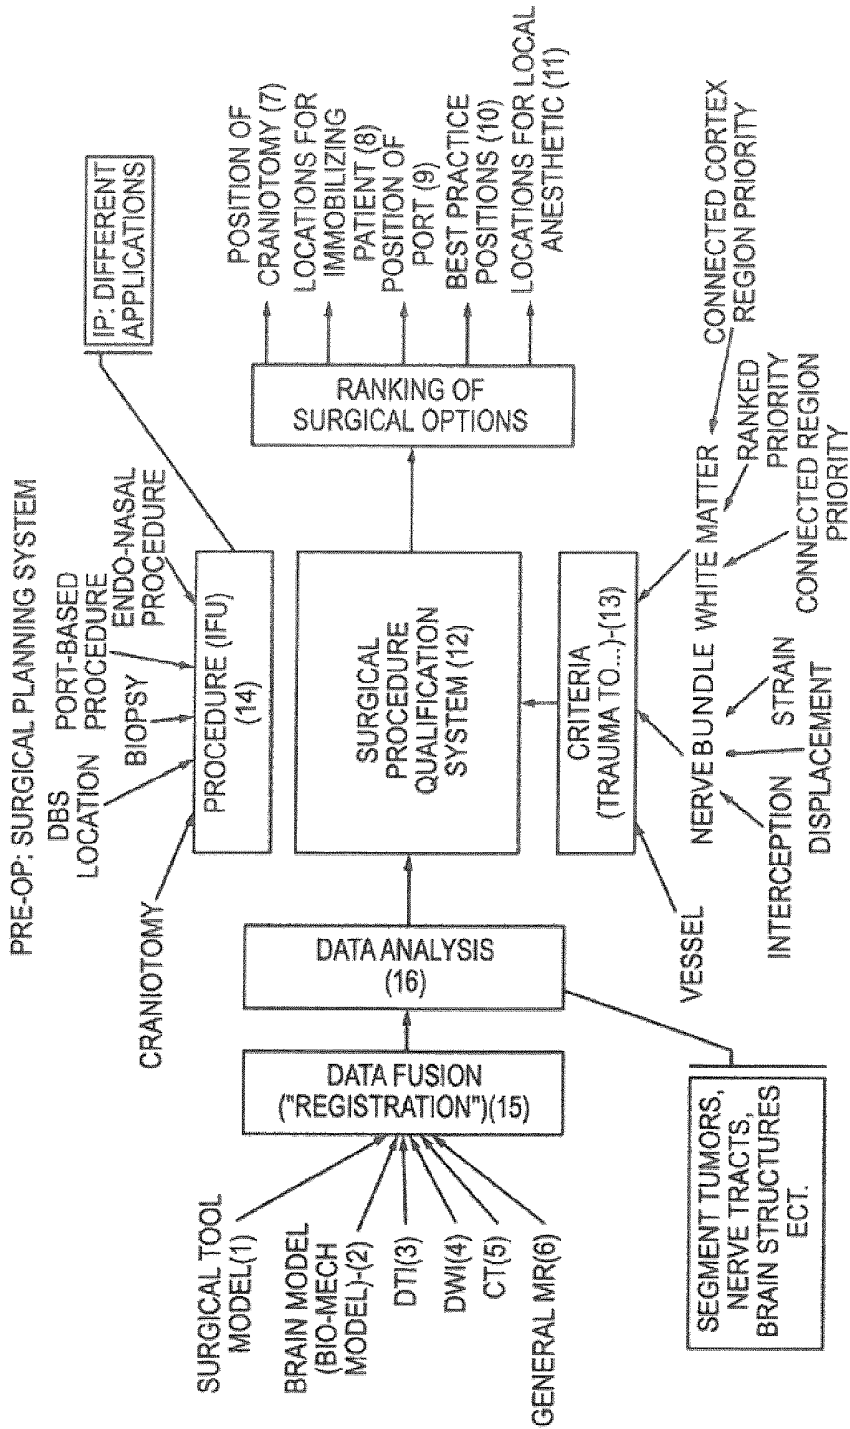 PRE-OP: SURGICAL PLANNING SYSTEM
CRANIOTOMY
DBS
LOCATION
BIOPSY
PORT-BASED
PROCEDURE
ENDO-NASAL
PROCEDURE
IP: DIFFERENT
APPLICATIONS
PROCEDURE (IFU)
(14)
SURGICAL TOOL
MODEL(1)
BRAIN MODEL
(BIO-MECH
MODEL)-(2)
DTI(3)
DWI(4)
CT(5)
GENERAL MR(6)
DATA FUSION
("REGISTRATION")(15)
DATA ANALYSIS
(16)
SURGICAL
PROCEDURE
QUALIFICATION
SYSTEM (12)
RANKING OF
SURGICAL OPTIONS
POSITION OF
CRANIOTOMY (7)
LOCATIONS FOR
IMMOBILIZING
PATIENT (8)
POSITION OF
PORT (9)
BEST PRACTICE
POSITIONS (10)
LOCATIONS FOR LOCAL
ANESTHETIC (11)
CRITERIA
(TRAUMA TO...)-(13)
VESSEL
NERVE BUNDLE
WHITE MATTER
INTERCEPTION
DISPLACEMENT
STRAIN
CONNECTED REGION
PRIORITY
RANKED
PRIORITY
CONNECTED CORTEX
REGION PRIORITY
SEGMENT TUMORS,
NERVE TRACTS,
BRAIN STRUCTURES
ECT.